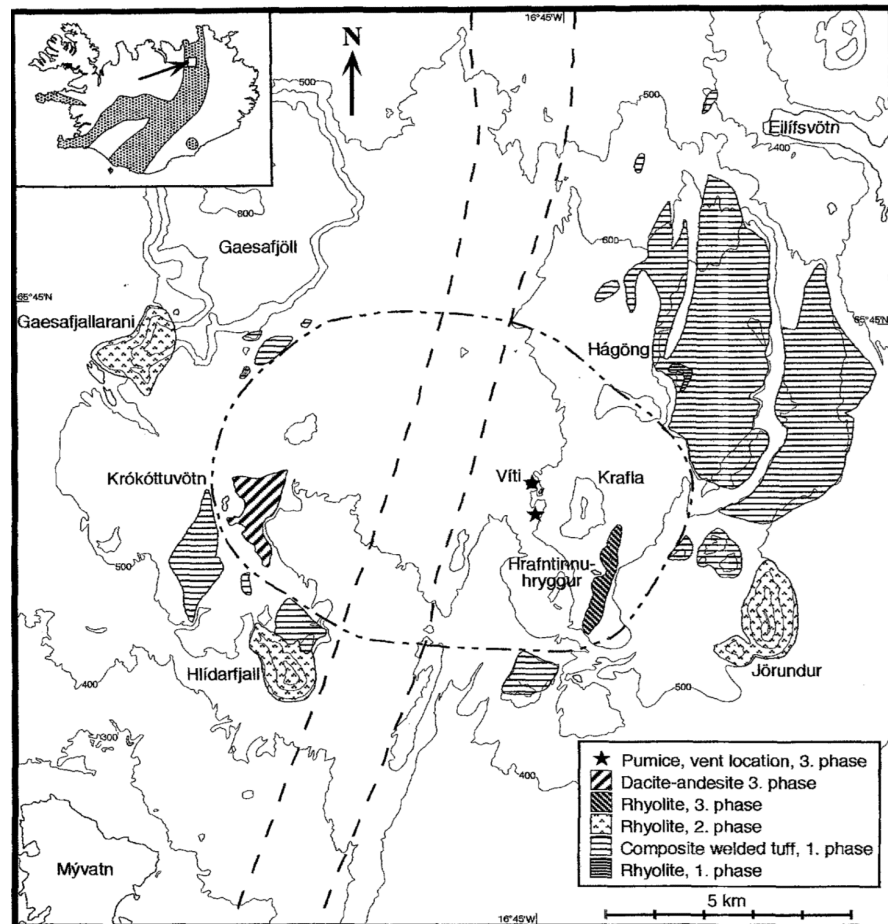 16°45'W
N
500
500
Eilífsvötn
400
600
Gaesafjöll
600
65°45'N
65°45'N
Gaesafjallarani
Hágöng
Krókóttuvötn
Víti
Krafla
500
Hrafntinnu-
hryggur
Hlídarfjall
Jörundur
400
500
300
400
Mývatn
★ Pumice, vent location, 3. phase
Dacite-andesite 3. phase
Rhyolite, 3. phase
Rhyolite, 2. phase
Composite welded tuff, 1. phase
Rhyolite, 1. phase
5 km
16°45'W